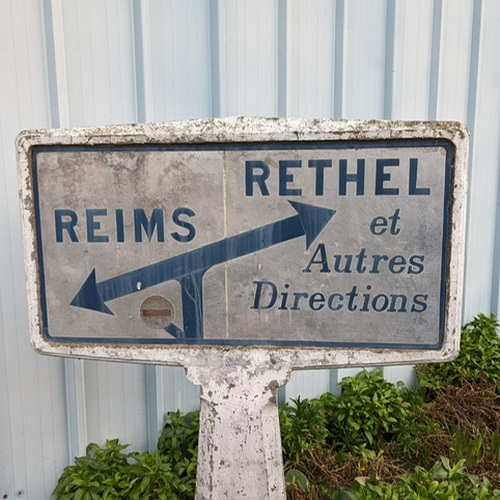 RETHEL
REIMS
et
Autres
Directions